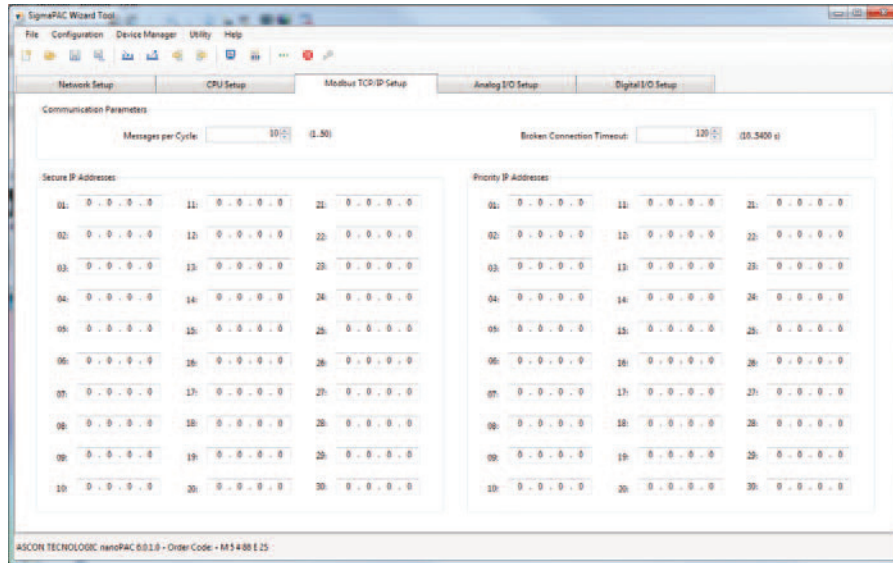 SigmaPAC Wizard Tool
File Configuration Device Manager Utility Help
Network Setup CPU Setup Modbus TCP/IP Setup Analog I/O Setup Digital I/O Setup
Communication Parameters
Messages per Cycle: 10 (1..50) Broken Connection Timeout: 120 (10..5400 s)
Secure IP Addresses Priority IP Addresses
01: 0 . 0 . 0 . 0 11: 0 . 0 . 0 . 0 21: 0 . 0 . 0 . 0 01: 0 . 0 . 0 . 0 11: 0 . 0 . 0 . 0 21: 0 . 0 . 0 . 0
02: 0 . 0 . 0 . 0 12: 0 . 0 . 0 . 0 22: 0 . 0 . 0 . 0 02: 0 . 0 . 0 . 0 12: 0 . 0 . 0 . 0 22: 0 . 0 . 0 . 0
03: 0 . 0 . 0 . 0 13: 0 . 0 . 0 . 0 23: 0 . 0 . 0 . 0 03: 0 . 0 . 0 . 0 13: 0 . 0 . 0 . 0 23: 0 . 0 . 0 . 0
04: 0 . 0 . 0 . 0 14: 0 . 0 . 0 . 0 24: 0 . 0 . 0 . 0 04: 0 . 0 . 0 . 0 14: 0 . 0 . 0 . 0 24: 0 . 0 . 0 . 0
05: 0 . 0 . 0 . 0 15: 0 . 0 . 0 . 0 25: 0 . 0 . 0 . 0 05: 0 . 0 . 0 . 0 15: 0 . 0 . 0 . 0 25: 0 . 0 . 0 . 0
06: 0 . 0 . 0 . 0 16: 0 . 0 . 0 . 0 26: 0 . 0 . 0 . 0 06: 0 . 0 . 0 . 0 16: 0 . 0 . 0 . 0 26: 0 . 0 . 0 . 0
07: 0 . 0 . 0 . 0 17: 0 . 0 . 0 . 0 27: 0 . 0 . 0 . 0 07: 0 . 0 . 0 . 0 17: 0 . 0 . 0 . 0 27: 0 . 0 . 0 . 0
08: 0 . 0 . 0 . 0 18: 0 . 0 . 0 . 0 28: 0 . 0 . 0 . 0 08: 0 . 0 . 0 . 0 18: 0 . 0 . 0 . 0 28: 0 . 0 . 0 . 0
09: 0 . 0 . 0 . 0 19: 0 . 0 . 0 . 0 29: 0 . 0 . 0 . 0 09: 0 . 0 . 0 . 0 19: 0 . 0 . 0 . 0 29: 0 . 0 . 0 . 0
10: 0 . 0 . 0 . 0 20: 0 . 0 . 0 . 0 30: 0 . 0 . 0 . 0 10: 0 . 0 . 0 . 0 20: 0 . 0 . 0 . 0 30: 0 . 0 . 0 . 0
ASCON TECNOLOGIC nanoPAC 6.0.1.0 - Order Code: - M